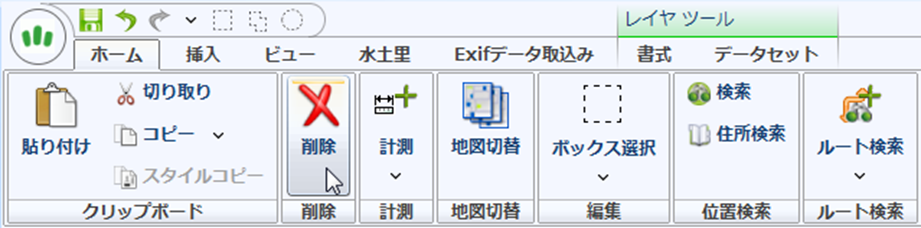 レイヤ ツール
ホーム 挿入 ビュー 水土里 Exifデータ取込み 書式 データセット
貼り付け
切り取り
コピー
スタイルコピー
クリップボード
削除
削除
計測
計測
地図切替
地図切替
ボックス選択
編集
検索
住所検索
位置検索
ルート検索
ルート検索